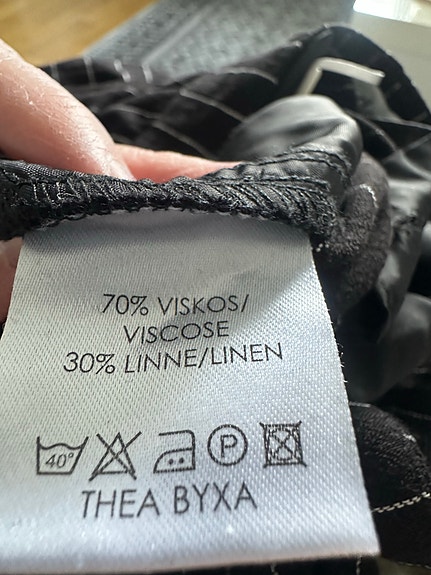 70% VISKOS/
VISCOSE
30% LINNE/LINEN
40° P
THEA BYXA